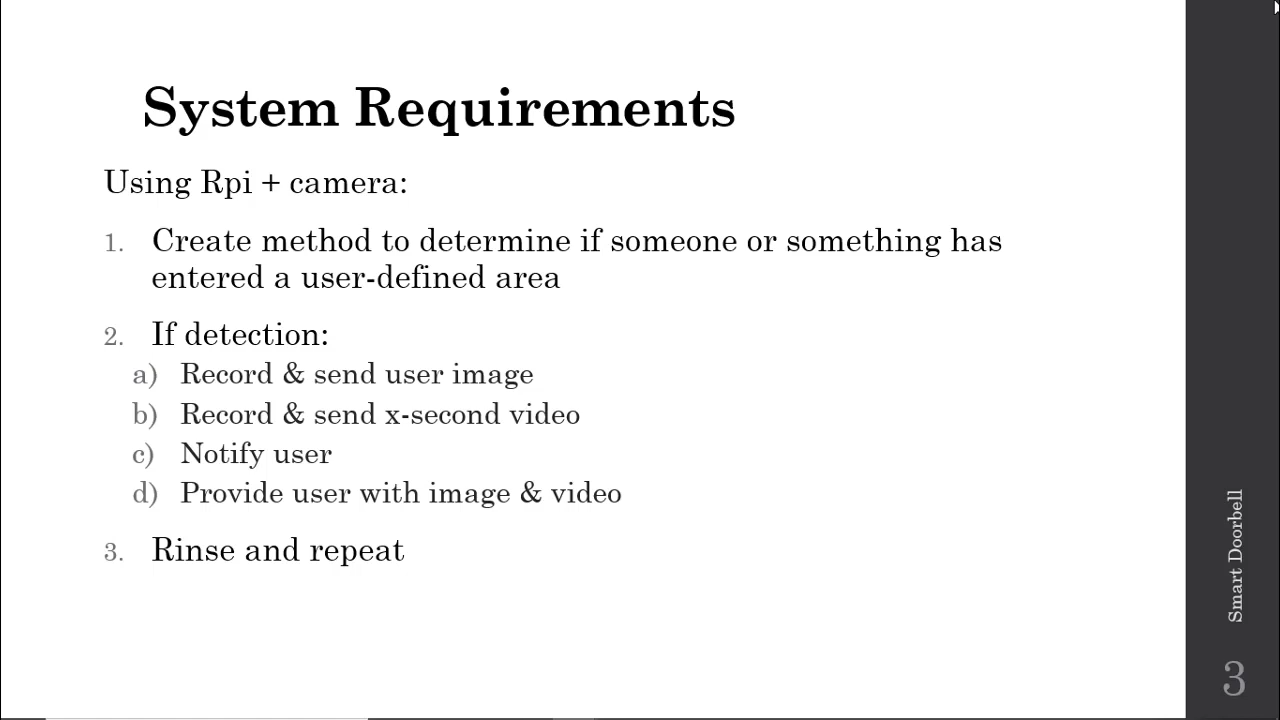 System Requirements
Using Rpi + camera:
1. Create method to determine if someone or something has
entered a user-defined area
2. If detection:
a) Record & send user image
b) Record & send x-second video
c) Notify user
d) Provide user with image & video
3. Rinse and repeat
Smart Doorbell
3